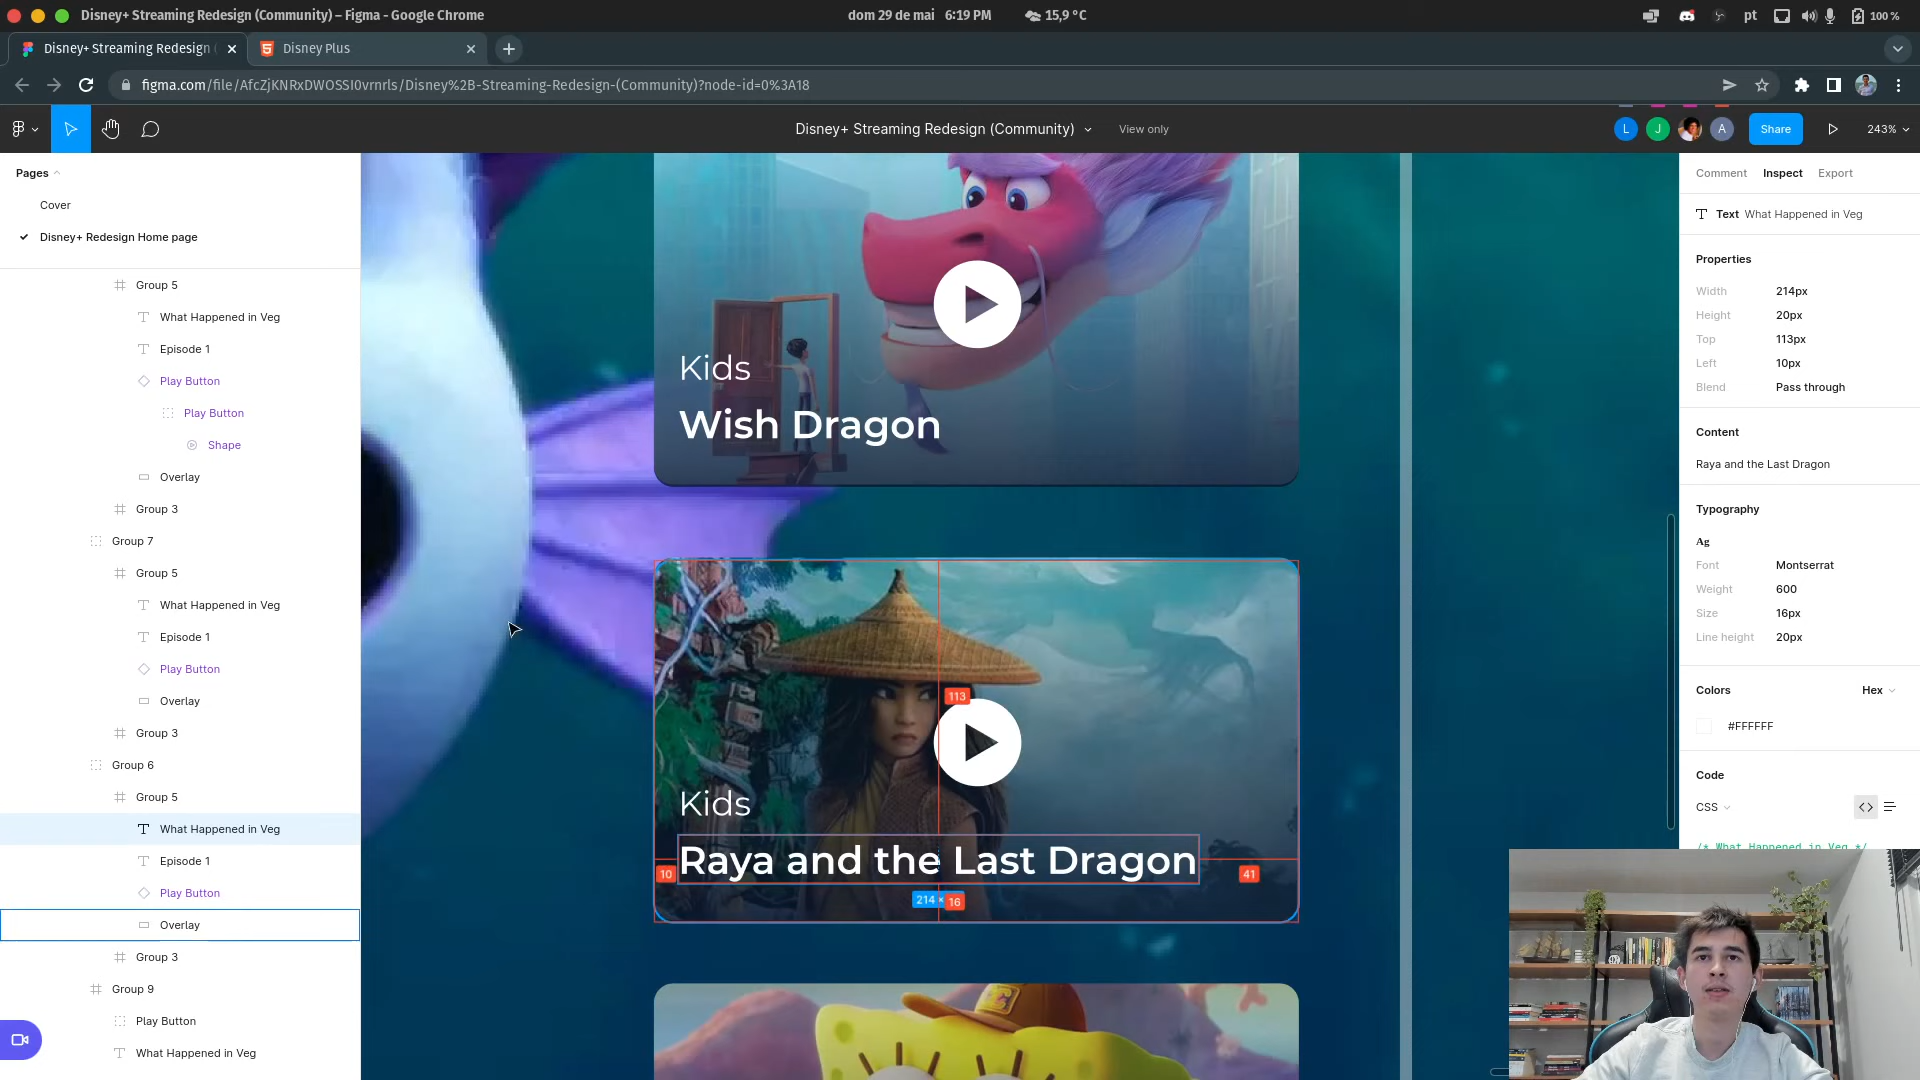 Disney+ Streaming Redesign (Community) – Figma - Google Chrome
dom 29 de mai 6:19 PM
15,9 °C
pt
100 %
Disney+ Streaming Redesign (
Disney Plus
figma.com/file/AfcZjKNRxDWOSSI0vrnrls/Disney%2B-Streaming-Redesign-(Community)?node-id=0%3A18
Disney+ Streaming Redesign (Community)
View only
L
J
A
Share
243%
Pages
Cover
Disney+ Redesign Home page
Group 5
What Happened in Veg
Episode 1
Play Button
Play Button
Shape
Overlay
Group 3
Group 7
Group 5
What Happened in Veg
Episode 1
Play Button
Overlay
Group 3
Group 6
Group 5
What Happened in Veg
Episode 1
Play Button
Overlay
Group 3
Group 9
Play Button
What Happened in Veg
Kids
Wish Dragon
113
Kids
Raya and the Last Dragon
10
41
214 ×
16
Comment
Inspect
Export
Text What Happened in Veg
Properties
Width 214px
Height 20px
Top 113px
Left 10px
Blend Pass through
Content
Raya and the Last Dragon
Typography
Ag
Font Montserrat
Weight 600
Size 16px
Line height 20px
Colors
Hex
#FFFFFF
Code
CSS
/* What Happened in Veg */